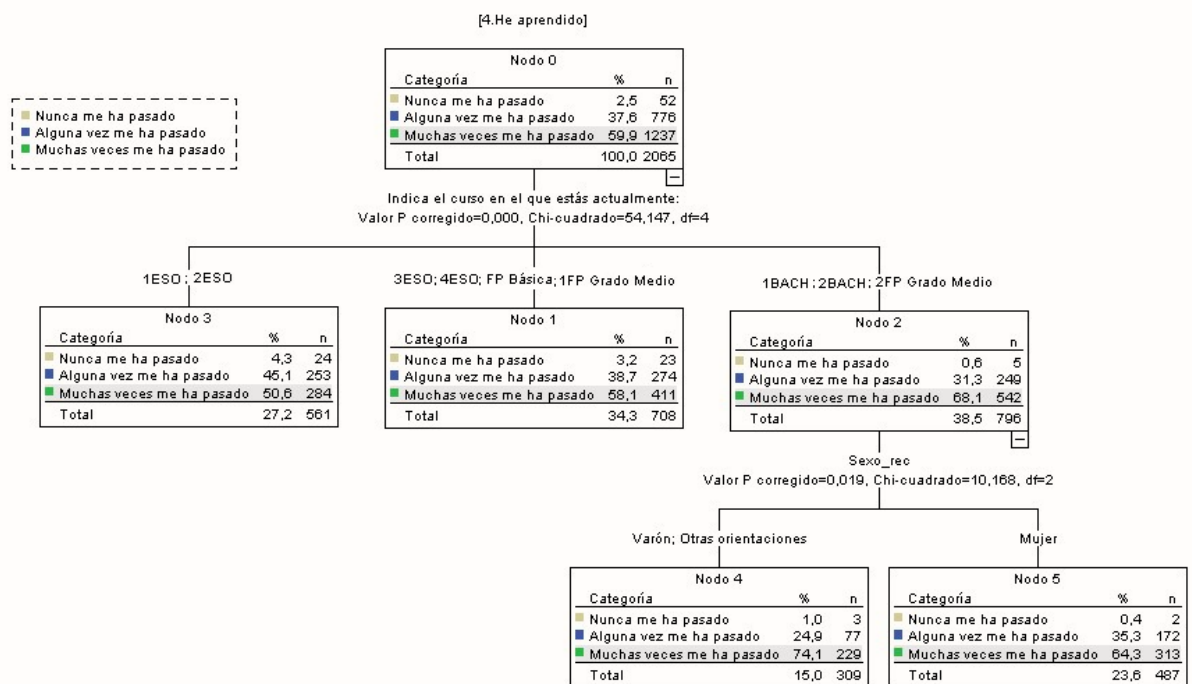 [4.He aprendido]
Nunca me ha pasado
Alguna vez me ha pasado
Muchas veces me ha pasado
Nodo 0
Categoría % n
Nunca me ha pasado 2,5 52
Alguna vez me ha pasado 37,6 776
Muchas veces me ha pasado 59,9 1237
Total 100,0 2065
Indica el curso en el que estás actualmente:
Valor P corregido=0,000, Chi-cuadrado=54,147, df=4
1ESO; 2ESO
3ESO; 4ESO; FP Básica; 1FP Grado Medio
1BACH; 2BACH; 2FP Grado Medio
Nodo 3
Categoría % n
Nunca me ha pasado 4,3 24
Alguna vez me ha pasado 45,1 253
Muchas veces me ha pasado 50,6 284
Total 27,2 561
Nodo 1
Categoría % n
Nunca me ha pasado 3,2 23
Alguna vez me ha pasado 38,7 274
Muchas veces me ha pasado 58,1 411
Total 34,3 708
Nodo 2
Categoría % n
Nunca me ha pasado 0,6 5
Alguna vez me ha pasado 31,3 249
Muchas veces me ha pasado 68,1 542
Total 38,5 796
Sexo_rec
Valor P corregido=0,019, Chi-cuadrado=10,168, df=2
Varón; Otras orientaciones
Mujer
Nodo 4
Categoría % n
Nunca me ha pasado 1,0 3
Alguna vez me ha pasado 24,9 77
Muchas veces me ha pasado 74,1 229
Total 15,0 309
Nodo 5
Categoría % n
Nunca me ha pasado 0,4 2
Alguna vez me ha pasado 35,3 172
Muchas veces me ha pasado 64,3 313
Total 23,6 487